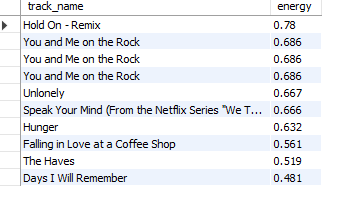 track_name energy
Hold On - Remix 0.78
You and Me on the Rock 0.686
You and Me on the Rock 0.686
You and Me on the Rock 0.686
Unlonely 0.667
Speak Your Mind (From the Netflix Series "We T... 0.666
Hunger 0.632
Falling in Love at a Coffee Shop 0.561
The Haves 0.519
Days I Will Remember 0.481